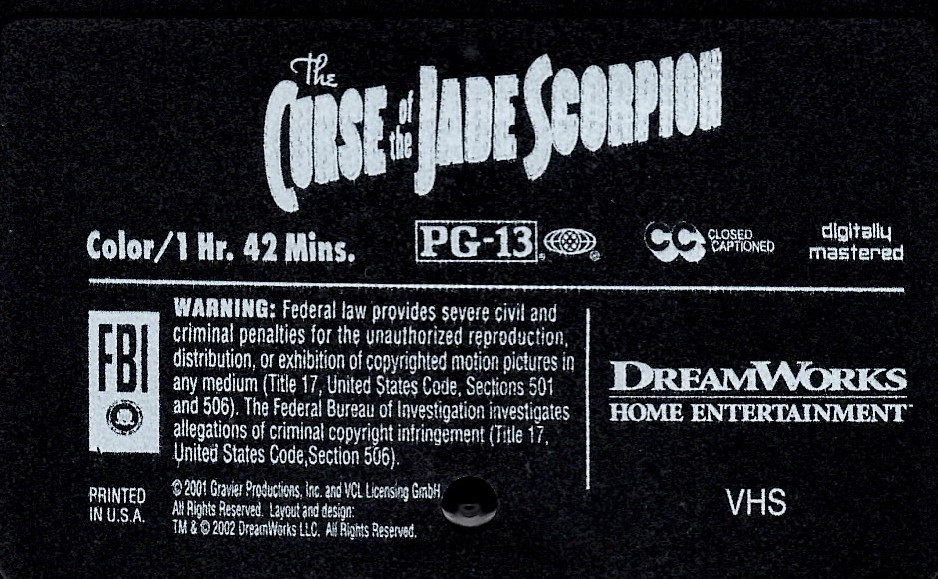 The
CURSE of the JADE SCORPION
Color/1 Hr. 42 Mins.
PG-13
CC CLOSED
CAPTIONED
digitally
mastered
FBI
WARNING: Federal law provides severe civil and
criminal penalties for the unauthorized reproduction,
distribution, or exhibition of copyrighted motion pictures in
any medium (Title 17, United States Code, Sections 501
and 506). The Federal Bureau of Investigation investigates
allegations of criminal copyright infringement (Title 17,
United States Code,Section 506).
DREAMWORKS
HOME ENTERTAINMENT™
PRINTED
IN U.S.A.
© 2001 Gravier Productions, Inc. and VCL Licensing GmbH,
All Rights Reserved. Layout and design:
TM & © 2002 DreamWorks LLC. All Rights Reserved.
VHS